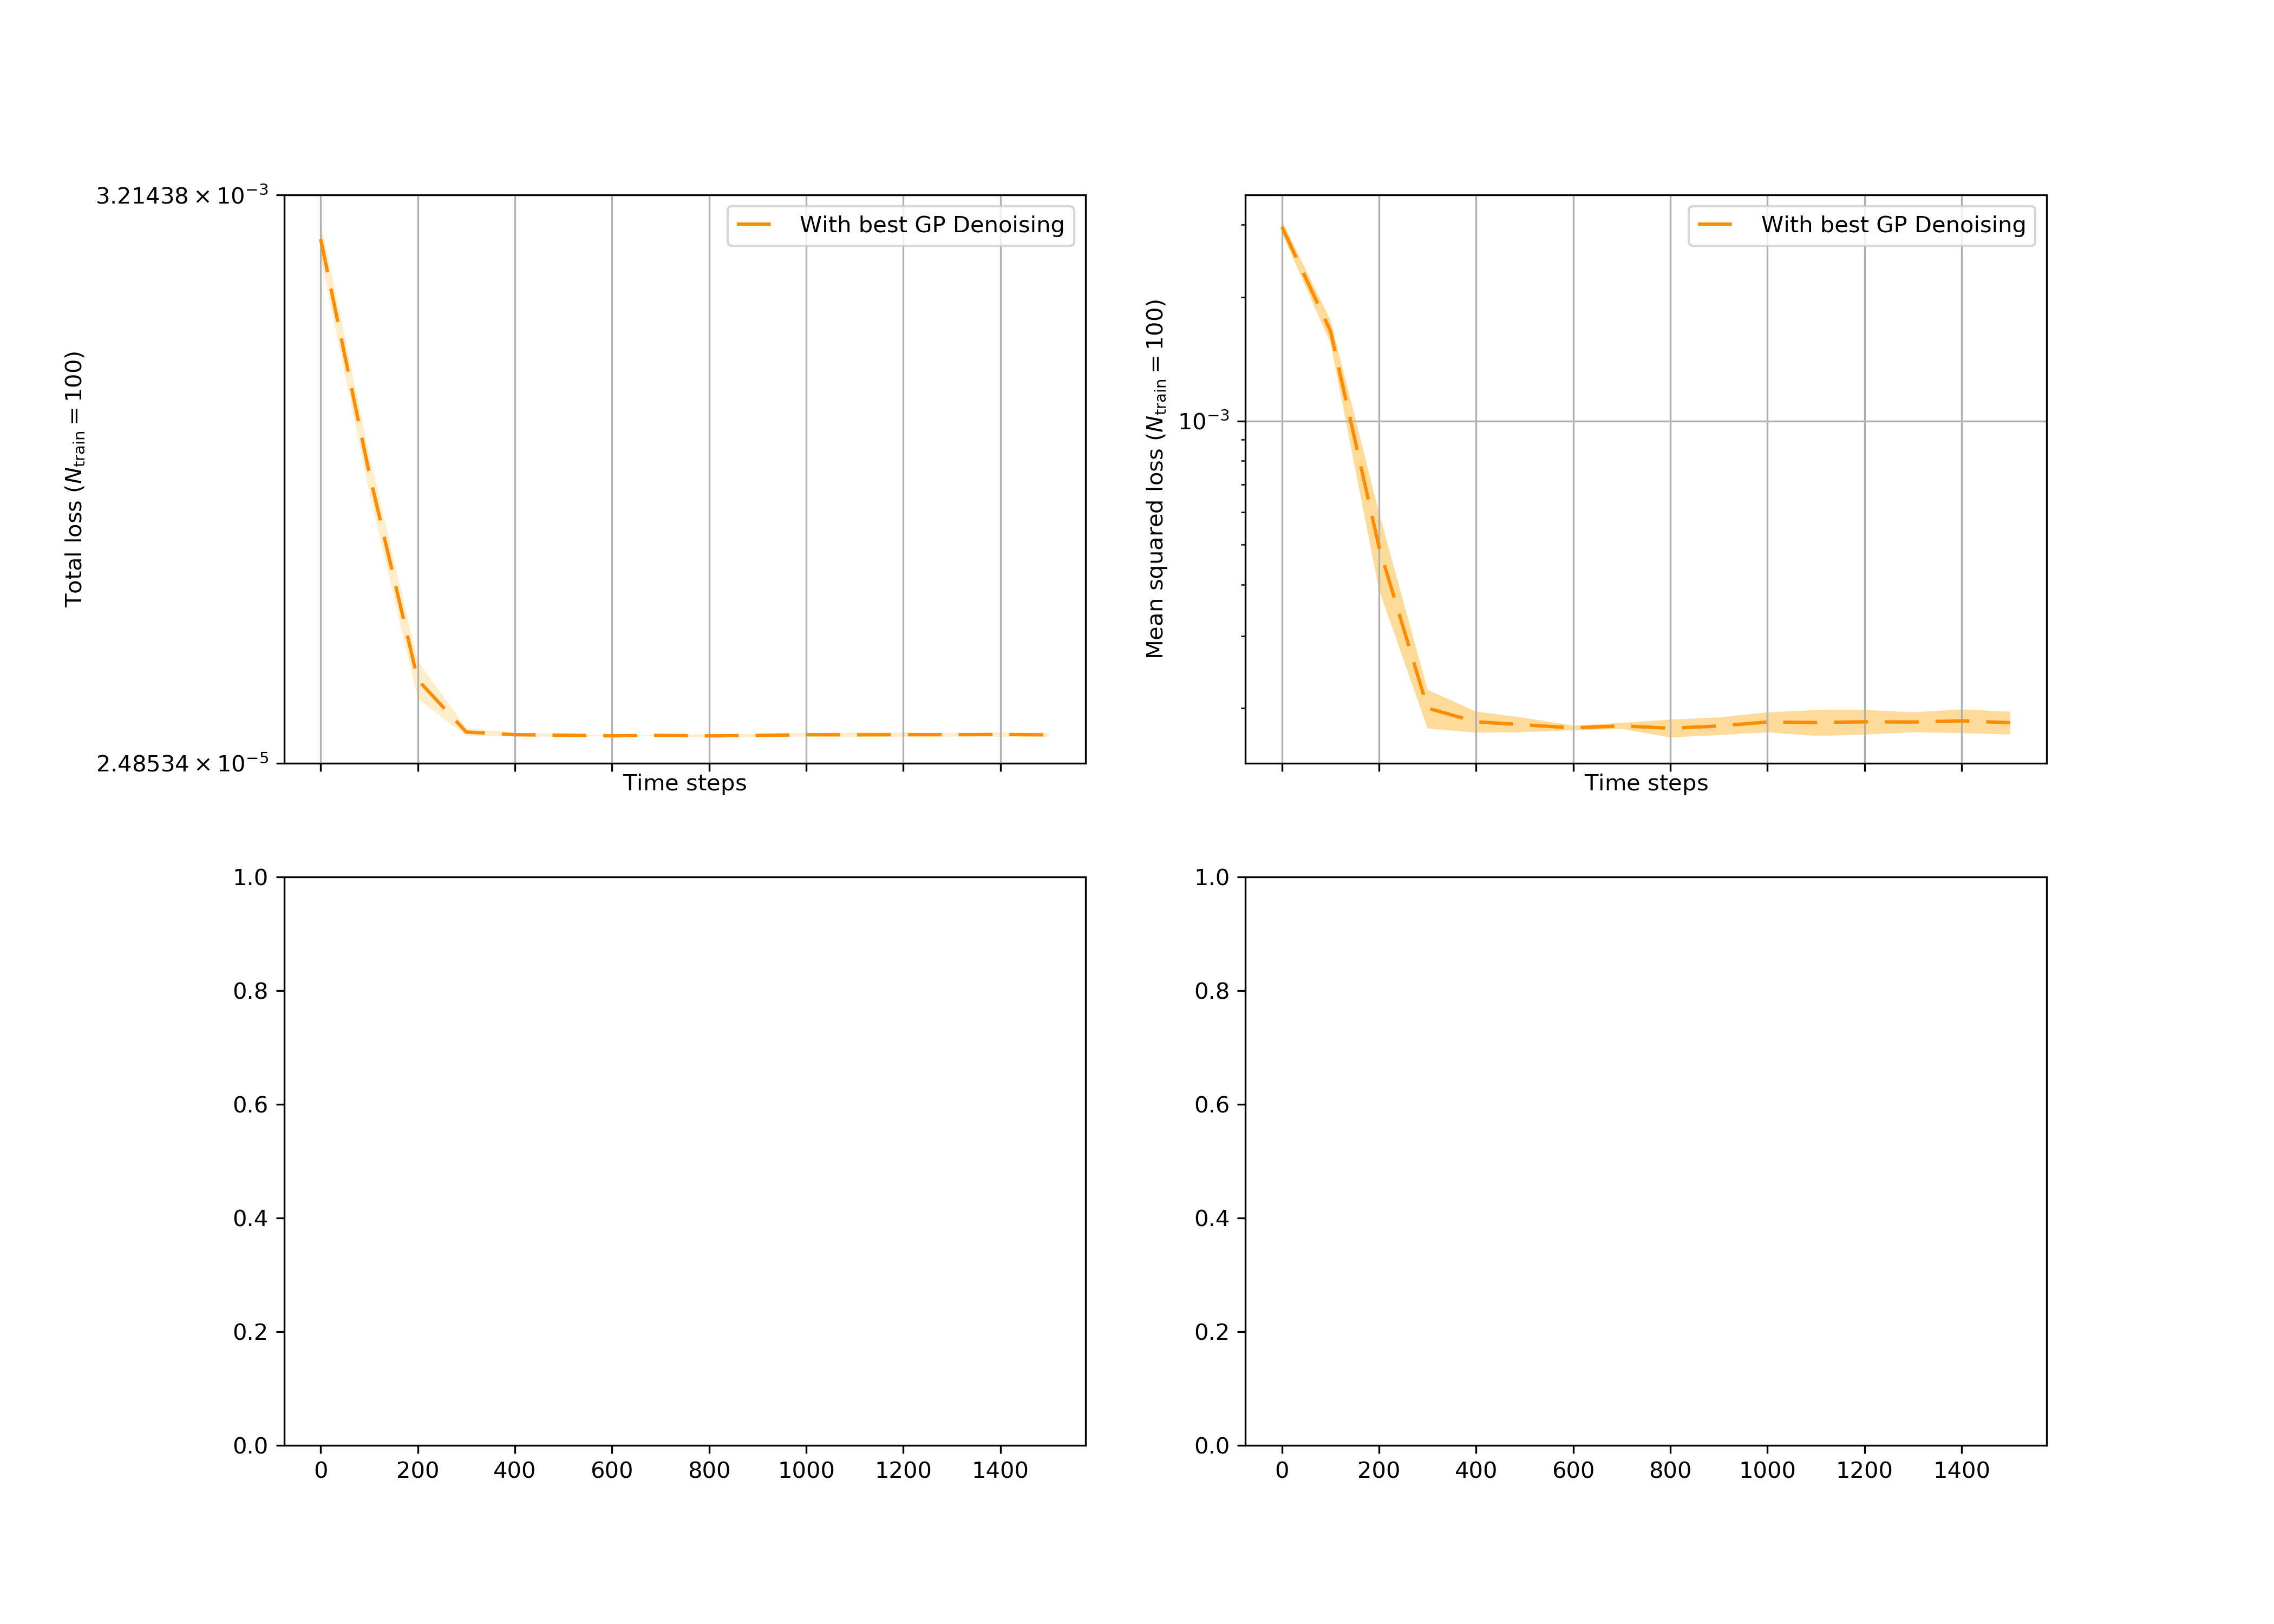 3.21438 × 10⁻³
2.48534 × 10⁻⁵
Total loss (N_train = 100)
With best GP Denoising
Time steps
10⁻³
Mean squared loss (N_train = 100)
With best GP Denoising
Time steps
1.0
0.8
0.6
0.4
0.2
0.0
0 200 400 600 800 1000 1200 1400
1.0
0.8
0.6
0.4
0.2
0.0
0 200 400 600 800 1000 1200 1400